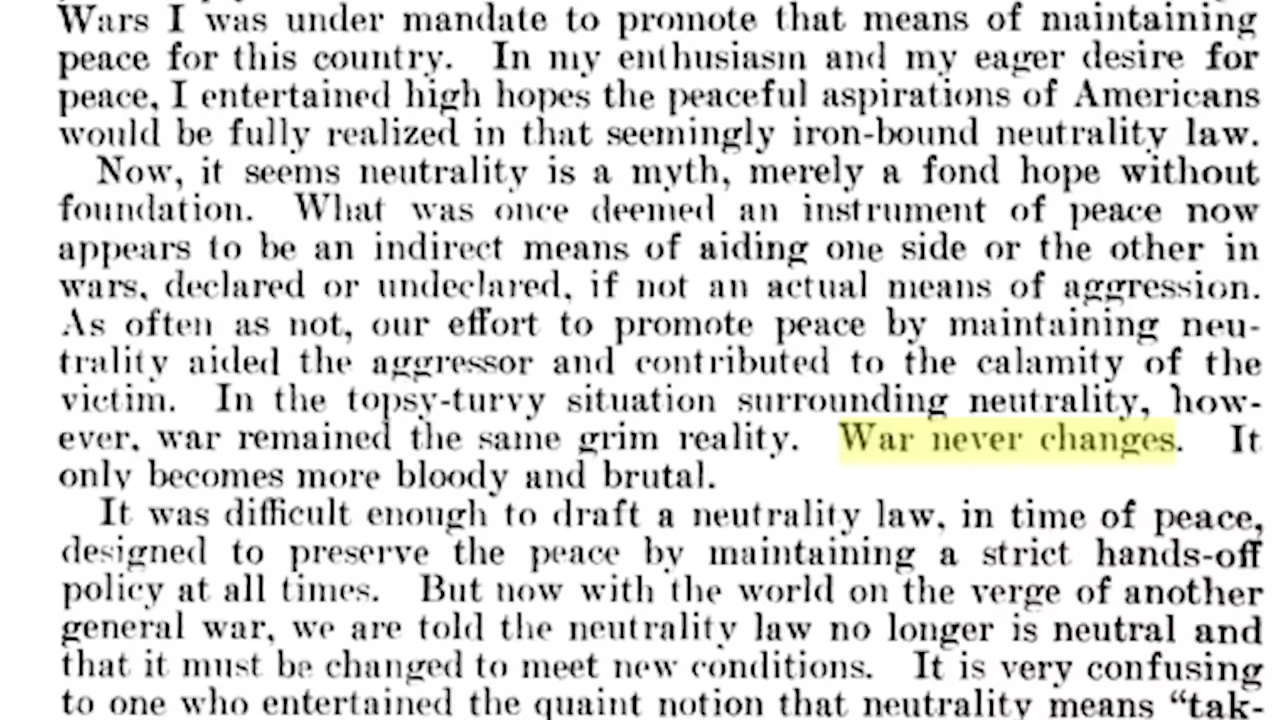 Wars I was under mandate to promote that means of maintaining
peace for this country. In my enthusiasm and my eager desire for
peace, I entertained high hopes the peaceful aspirations of Americans
would be fully realized in that seemingly iron-bound neutrality law.
Now, it seems neutrality is a myth, merely a fond hope without
foundation. What was once deemed an instrument of peace now
appears to be an indirect means of aiding one side or the other in
wars, declared or undeclared, if not an actual means of aggression.
As often as not, our effort to promote peace by maintaining neu-
trality aided the aggressor and contributed to the calamity of the
victim. In the topsy-turvy situation surrounding neutrality, how-
ever, war remained the same grim reality. War never changes. It
only becomes more bloody and brutal.
It was difficult enough to draft a neutrality law, in time of peace,
designed to preserve the peace by maintaining a strict hands-off
policy at all times. But now with the world on the verge of another
general war, we are told the neutrality law no longer is neutral and
that it must be changed to meet new conditions. It is very confusing
to one who entertained the quaint notion that neutrality means "tak-